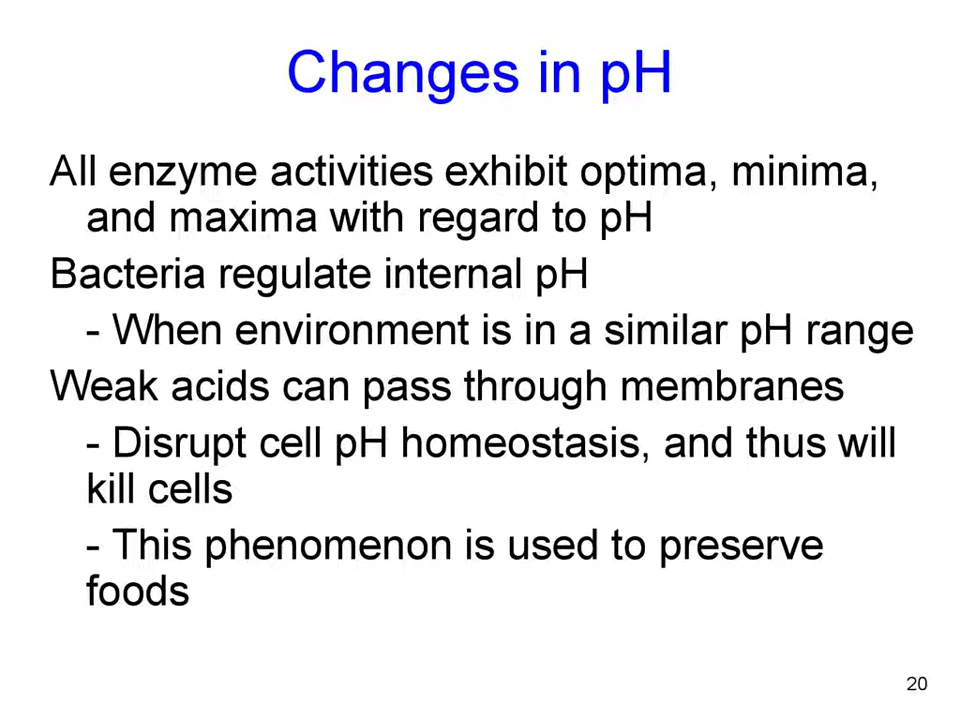 Changes in pH
All enzyme activities exhibit optima, minima,
and maxima with regard to pH
Bacteria regulate internal pH
- When environment is in a similar pH range
Weak acids can pass through membranes
- Disrupt cell pH homeostasis, and thus will
kill cells
- This phenomenon is used to preserve
foods
20